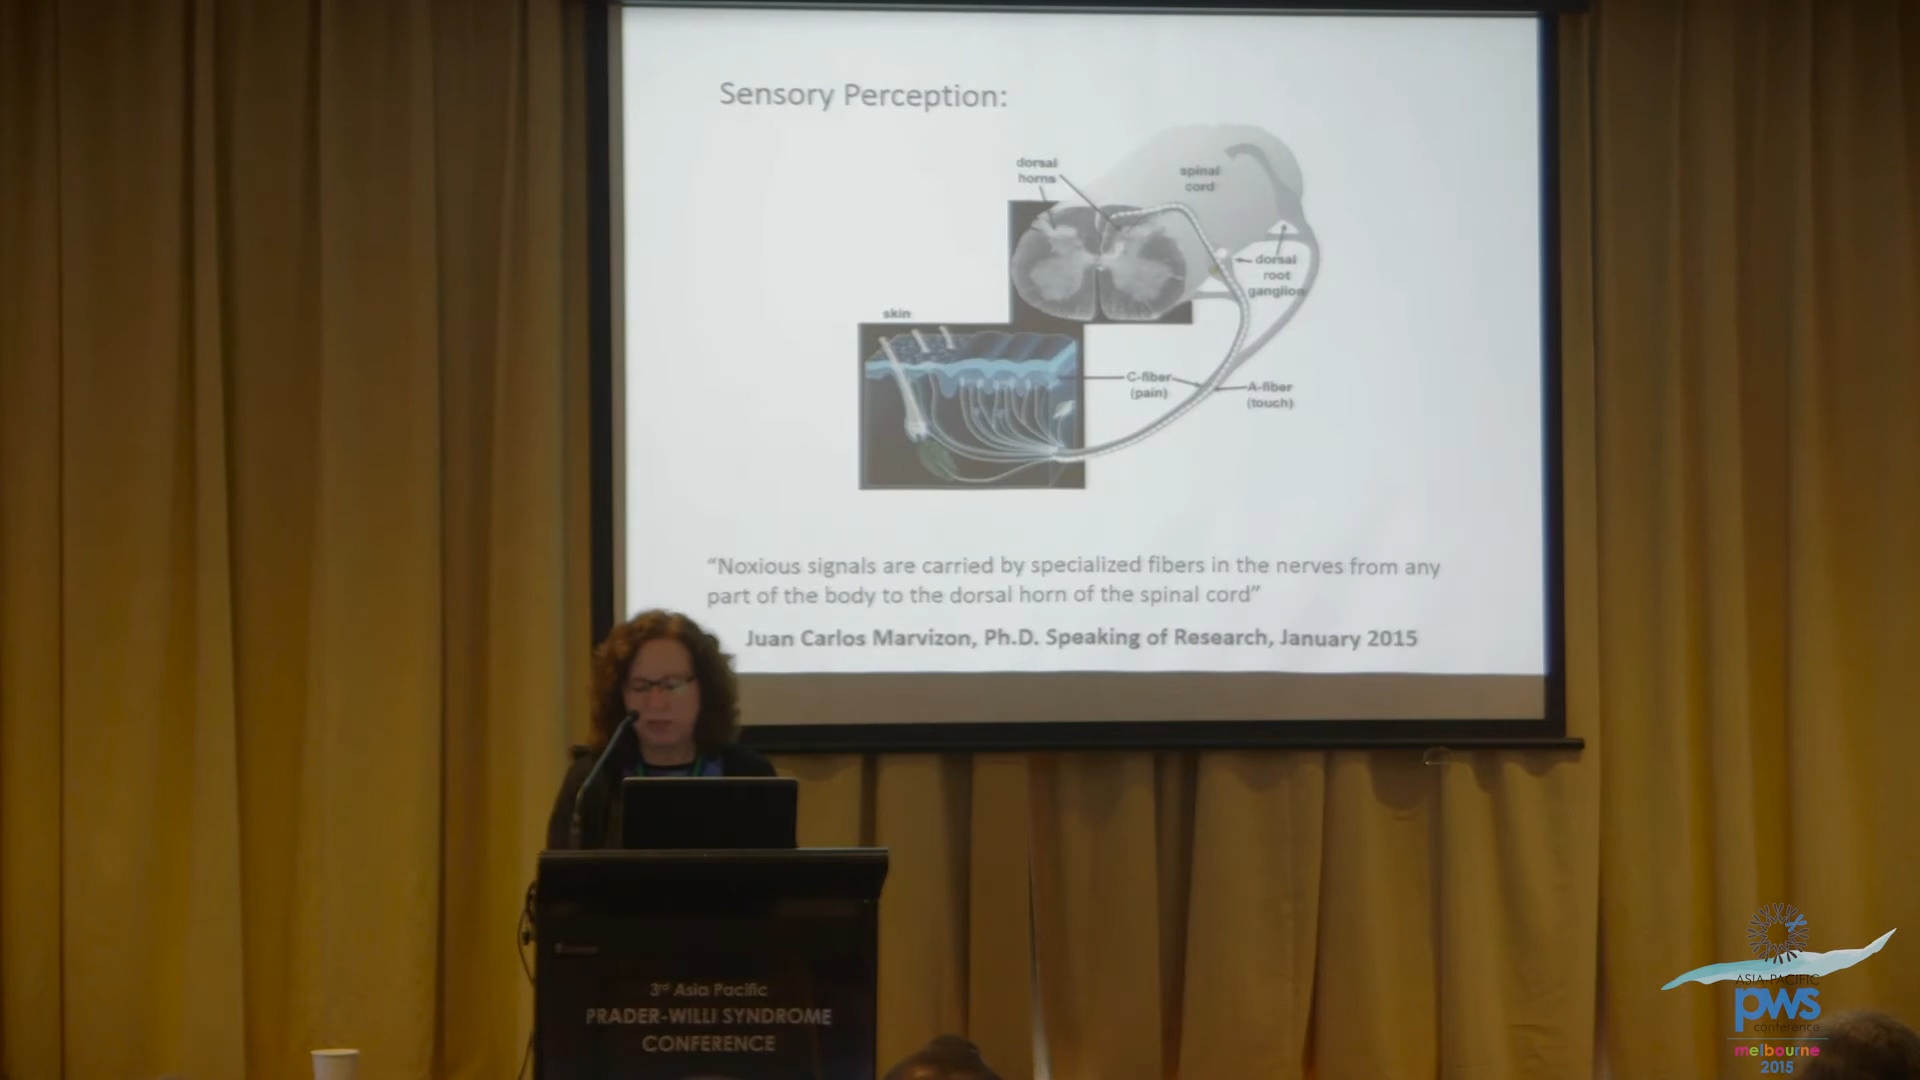 Sensory Perception:
dorsal
horns
spinal
cord
dorsal
root
ganglion
skin
C-fiber
(pain)
A-fiber
(touch)
“Noxious signals are carried by specialized fibers in the nerves from any
part of the body to the dorsal horn of the spinal cord”
Juan Carlos Marvizon, Ph.D. Speaking of Research, January 2015
3rd Asia Pacific
PRADER-WILLI SYNDROME
CONFERENCE
ASIA-PACIFIC
pws
conference
melbourne
2015